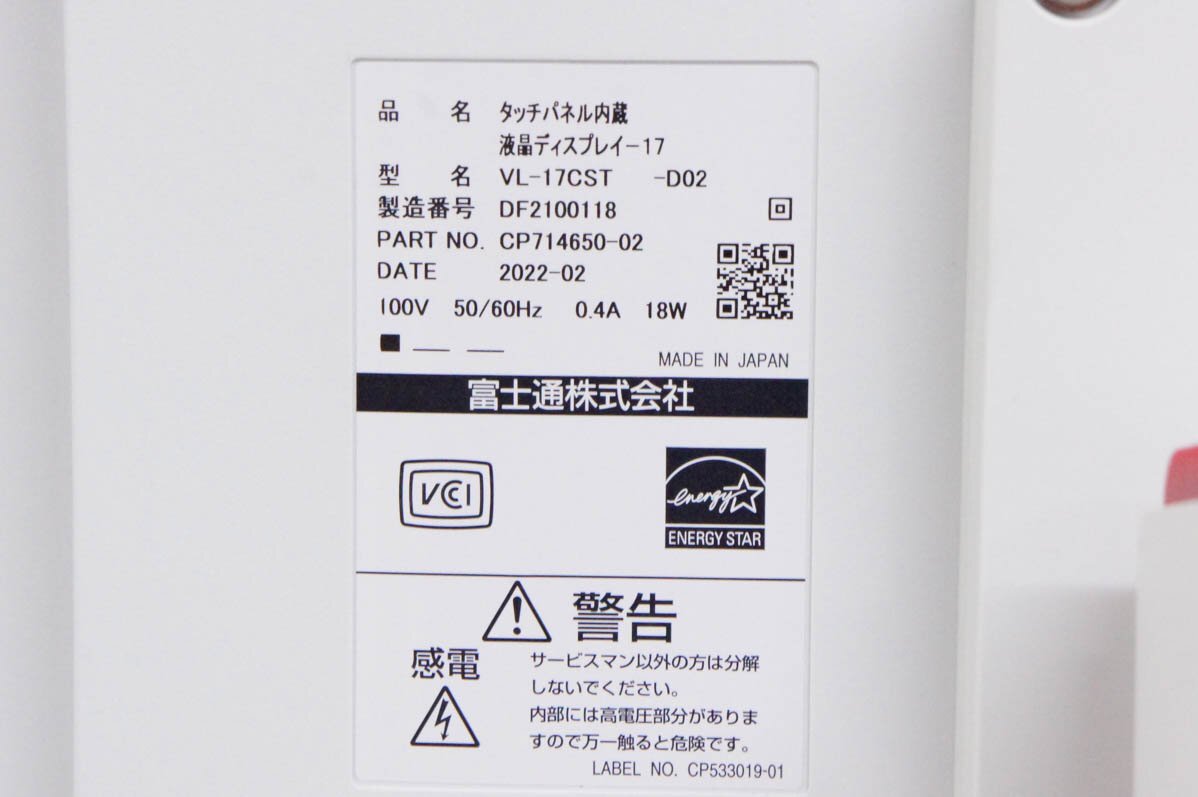 品 名 タッチパネル内蔵
液晶ディスプレイ-17
型 名 VL-17CST -D02
製造番号 DF2100118
PART NO. CP714650-02
DATE 2022-02
100V 50/60Hz 0.4A 18W
MADE IN JAPAN
富士通株式会社
VCCI
energy
ENERGY STAR
警告
感電
サービスマン以外の方は分解
しないでください。
内部には高電圧部分がありま
すので万一触ると危険です。
LABEL NO. CP533019-01